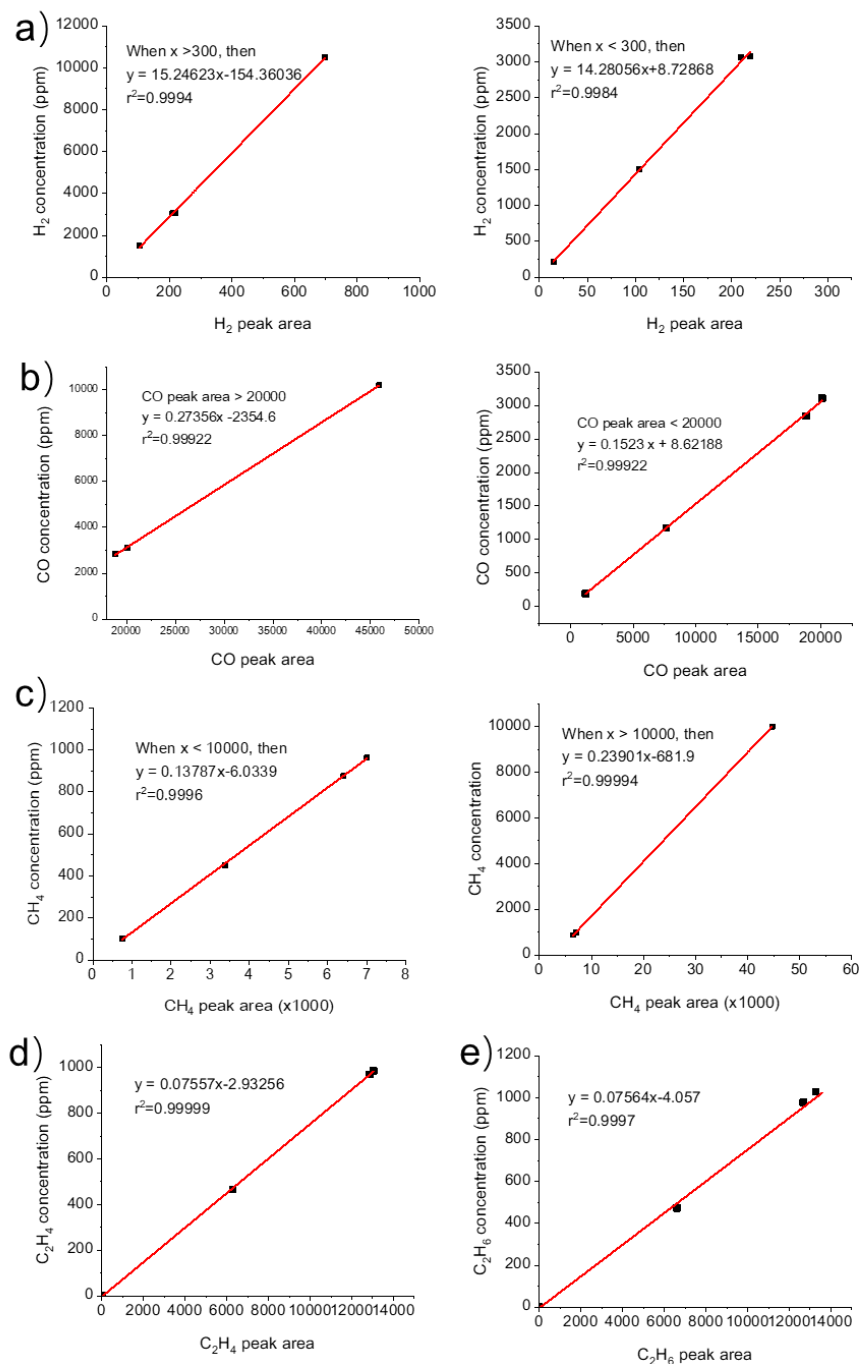 a)
When x >300, then
y = 15.24623x-154.36036
r²=0.9994
H₂ concentration (ppm)
12000
10000
8000
6000
4000
2000
0
0 200 400 600 800 1000
H₂ peak area
When x < 300, then
y = 14.28056x+8.72868
r²=0.9984
H₂ concentration (ppm)
3500
3000
2500
2000
1500
1000
500
0
0 50 100 150 200 250 300
H₂ peak area
b)
CO peak area > 20000
y = 0.27356x -2354.6
r²=0.99922
CO concentration (ppm)
10000
8000
6000
4000
2000
0
20000 25000 30000 35000 40000 45000 50000
CO peak area
CO peak area < 20000
y = 0.1523 x + 8.62188
r²=0.99922
CO concentration (ppm)
3500
3000
2500
2000
1500
1000
500
0
0 5000 10000 15000 20000
CO peak area
c)
When x < 10000, then
y = 0.13787x-6.0339
r²=0.9996
CH₄ concentration (ppm)
1200
1000
800
600
400
200
0
0 1 2 3 4 5 6 7 8
CH₄ peak area (x1000)
When x > 10000, then
y = 0.23901x-681.9
r²=0.99994
CH₄ concentration
10000
8000
6000
4000
2000
0
0 10 20 30 40 50 60
CH₄ peak area (x1000)
d)
y = 0.07557x-2.93256
r²=0.99999
C₂H₄ concentration (ppm)
1000
800
600
400
200
0
0 2000 4000 6000 8000 10000 12000 14000
C₂H₄ peak area
e)
y = 0.07564x-4.057
r²=0.9997
C₂H₆ concentration (ppm)
1200
1000
800
600
400
200
0
0 2000 4000 6000 8000 10000 12000 14000
C₂H₆ peak area